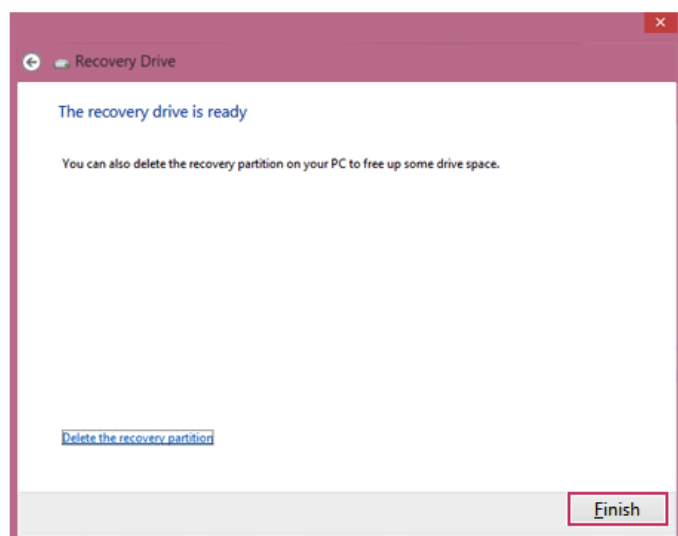 Recovery Drive
The recovery drive is ready
You can also delete the recovery partition on your PC to free up some drive space.
Delete the recovery partition
Finish